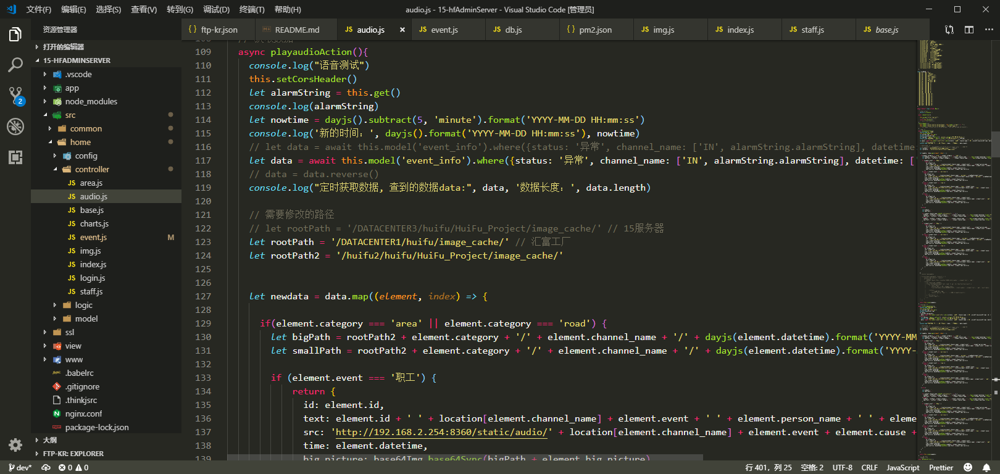 文件(F) 编辑(E) 选择(S) 查看(V) 转到(G) 调试(D) 终端(T) 帮助(H) audio.js - 15-hfAdminServer - Visual Studio Code [管理员]
资源管理器
{ } ftp-kr.json README.md JS audio.js × JS event.js JS db.js { } pm2.json JS img.js JS index.js JS staff.js JS base.js
打开的编辑器
15-HFADMINSERVER
.vscode
app
node_modules
src
common
home
config
controller
JS area.js
JS audio.js
JS base.js
JS charts.js
JS event.js M
JS img.js
JS index.js
JS login.js
JS staff.js
logic
model
ssl
view
www
.babelrc
.gitignore
.thinkjsrc
nginx.conf
package-lock.json
大纲
FTP-KR: EXPLORER
2
109 async playaudioAction(){
110 console.log("语音测试")
111 this.setCorsHeader()
112 let alarmString = this.get()
113 console.log(alarmString)
114 let nowtime = dayjs().subtract(5, 'minute').format('YYYY-MM-DD HH:mm:ss')
115 console.log('新的时间: ', dayjs().format('YYYY-MM-DD HH:mm:ss'), nowtime)
116 // let data = await this.model('event_info').where({status: '异常', channel_name: ['IN', alarmString.alarmString], datetime
117 let data = await this.model('event_info').where({status: '异常', channel_name: ['IN', alarmString.alarmString], datetime: [
118 // data = data.reverse()
119 console.log("定时获取数据, 查到的数据data:", data, '数据长度: ', data.length)
120
121 // 需要修改的路径
122 // let rootPath = '/DATACENTER3/huifu/HuiFu_Project/image_cache/' // 15服务器
123 let rootPath = '/DATACENTER1/huifu/image_cache/' // 汇富工厂
124 let rootPath2 = '/huifu2/huifu/HuiFu_Project/image_cache/'
125
126
127 let newdata = data.map((element, index) => {
128
129 if(element.category === 'area' || element.category === 'road') {
130 let bigPath = rootPath2 + element.category + '/' + element.channel_name + '/' + dayjs(element.datetime).format('YYYY-MM
131 let smallPath = rootPath2 + element.category + '/' + element.channel_name + '/' + dayjs(element.datetime).format('YYYY-
132
133 if (element.event === '职工') {
134 return {
135 id: element.id,
136 text: element.id + ' ' + location[element.channel_name] + element.event + ' ' + element.person_name + ' ' + eleme
137 src: 'http://192.168.2.254:8360/static/audio/' + location[element.channel_name] + element.event + element.cause +
138 time: element.datetime,
139 big_picture: base64Img.base64Sync(bigPath + element.big_picture)
dev* 0 0 行 401, 列 25 空格: 2 UTF-8 CRLF JavaScript Prettier